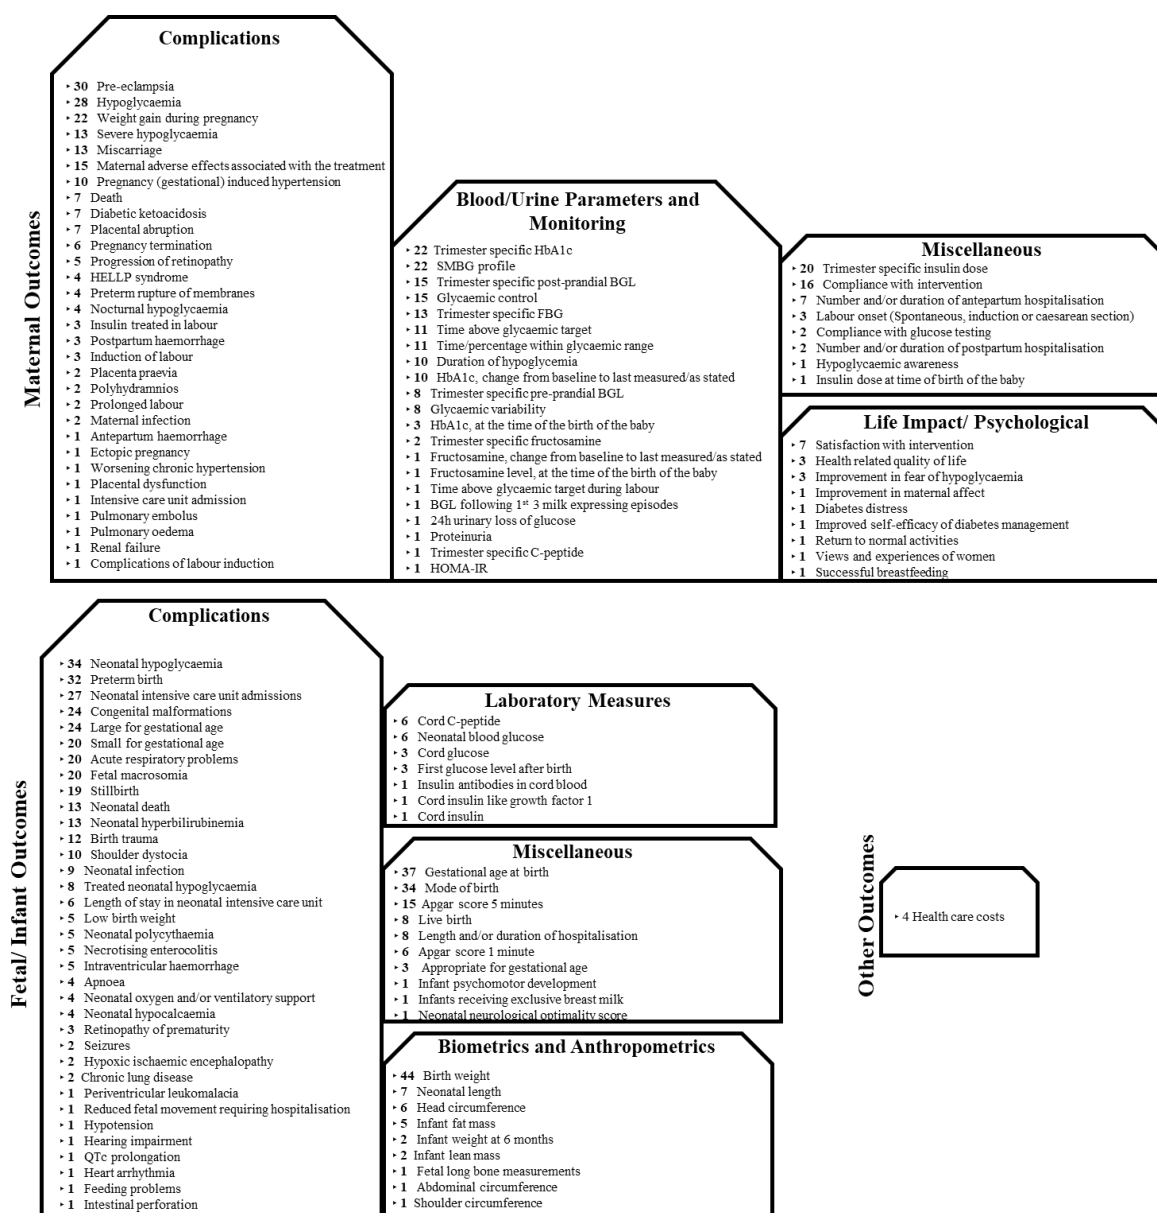 Maternal Outcomes
Complications
‣ 30 Pre-eclampsia
‣ 28 Hypoglycaemia
‣ 22 Weight gain during pregnancy
‣ 13 Severe hypoglycaemia
‣ 13 Miscarriage
‣ 15 Maternal adverse effects associated with the treatment
‣ 10 Pregnancy (gestational) induced hypertension
‣ 7 Death
‣ 7 Diabetic ketoacidosis
‣ 7 Placental abruption
‣ 6 Pregnancy termination
‣ 5 Progression of retinopathy
‣ 4 HELLP syndrome
‣ 4 Preterm rupture of membranes
‣ 4 Nocturnal hypoglycaemia
‣ 3 Insulin treated in labour
‣ 3 Postpartum haemorrhage
‣ 3 Induction of labour
‣ 2 Placenta praevia
‣ 2 Polyhydramnios
‣ 2 Prolonged labour
‣ 2 Maternal infection
‣ 1 Antepartum haemorrhage
‣ 1 Ectopic pregnancy
‣ 1 Worsening chronic hypertension
‣ 1 Placental dysfunction
‣ 1 Intensive care unit admission
‣ 1 Pulmonary embolus
‣ 1 Pulmonary oedema
‣ 1 Renal failure
‣ 1 Complications of labour induction
Blood/Urine Parameters and
Monitoring
‣ 22 Trimester specific HbA1c
‣ 22 SMBG profile
‣ 15 Trimester specific post-prandial BGL
‣ 15 Glycaemic control
‣ 13 Trimester specific FBG
‣ 11 Time above glycaemic target
‣ 11 Time/percentage within glycaemic range
‣ 10 Duration of hypoglycemia
‣ 10 HbA1c, change from baseline to last measured/as stated
‣ 8 Trimester specific pre-prandial BGL
‣ 8 Glycaemic variability
‣ 3 HbA1c, at the time of the birth of the baby
‣ 2 Trimester specific fructosamine
‣ 1 Fructosamine, change from baseline to last measured/as stated
‣ 1 Fructosamine level, at the time of the birth of the baby
‣ 1 Time above glycaemic target during labour
‣ 1 BGL following 1st 3 milk expressing episodes
‣ 1 24h urinary loss of glucose
‣ 1 Proteinuria
‣ 1 Trimester specific C-peptide
‣ 1 HOMA-IR
Miscellaneous
‣ 20 Trimester specific insulin dose
‣ 16 Compliance with intervention
‣ 7 Number and/or duration of antepartum hospitalisation
‣ 3 Labour onset (Spontaneous, induction or caesarean section)
‣ 2 Compliance with glucose testing
‣ 2 Number and/or duration of postpartum hospitalisation
‣ 1 Hypoglycaemic awareness
‣ 1 Insulin dose at time of birth of the baby
Life Impact/ Psychological
‣ 7 Satisfaction with intervention
‣ 3 Health related quality of life
‣ 3 Improvement in fear of hypoglycaemia
‣ 1 Improvement in maternal affect
‣ 1 Diabetes distress
‣ 1 Improved self-efficacy of diabetes management
‣ 1 Return to normal activities
‣ 1 Views and experiences of women
‣ 1 Successful breastfeeding
Fetal/ Infant Outcomes
Complications
‣ 34 Neonatal hypoglycaemia
‣ 32 Preterm birth
‣ 27 Neonatal intensive care unit admissions
‣ 24 Congenital malformations
‣ 24 Large for gestational age
‣ 20 Small for gestational age
‣ 20 Acute respiratory problems
‣ 20 Fetal macrosomia
‣ 19 Stillbirth
‣ 13 Neonatal death
‣ 13 Neonatal hyperbilirubinemia
‣ 12 Birth trauma
‣ 10 Shoulder dystocia
‣ 9 Neonatal infection
‣ 8 Treated neonatal hypoglycaemia
‣ 6 Length of stay in neonatal intensive care unit
‣ 5 Low birth weight
‣ 5 Neonatal polycythaemia
‣ 5 Necrotising enterocolitis
‣ 5 Intraventricular haemorrhage
‣ 4 Apnoea
‣ 4 Neonatal oxygen and/or ventilatory support
‣ 4 Neonatal hypocalcaemia
‣ 3 Retinopathy of prematurity
‣ 2 Seizures
‣ 2 Hypoxic ischaemic encephalopathy
‣ 2 Chronic lung disease
‣ 1 Periventricular leukomalacia
‣ 1 Reduced fetal movement requiring hospitalisation
‣ 1 Hypotension
‣ 1 Hearing impairment
‣ 1 QTc prolongation
‣ 1 Heart arrhythmia
‣ 1 Feeding problems
‣ 1 Intestinal perforation
Laboratory Measures
‣ 6 Cord C-peptide
‣ 6 Neonatal blood glucose
‣ 3 Cord glucose
‣ 3 First glucose level after birth
‣ 1 Insulin antibodies in cord blood
‣ 1 Cord insulin like growth factor 1
‣ 1 Cord insulin
Miscellaneous
‣ 37 Gestational age at birth
‣ 34 Mode of birth
‣ 15 Apgar score 5 minutes
‣ 8 Live birth
‣ 8 Length and/or duration of hospitalisation
‣ 6 Apgar score 1 minute
‣ 3 Appropriate for gestational age
‣ 1 Infant psychomotor development
‣ 1 Infants receiving exclusive breast milk
‣ 1 Neonatal neurological optimality score
Biometrics and Anthropometrics
‣ 44 Birth weight
‣ 7 Neonatal length
‣ 6 Head circumference
‣ 5 Infant fat mass
‣ 2 Infant weight at 6 months
‣ 2 Infant lean mass
‣ 1 Fetal long bone measurements
‣ 1 Abdominal circumference
‣ 1 Shoulder circumference
Other Outcomes
‣ 4 Health care costs